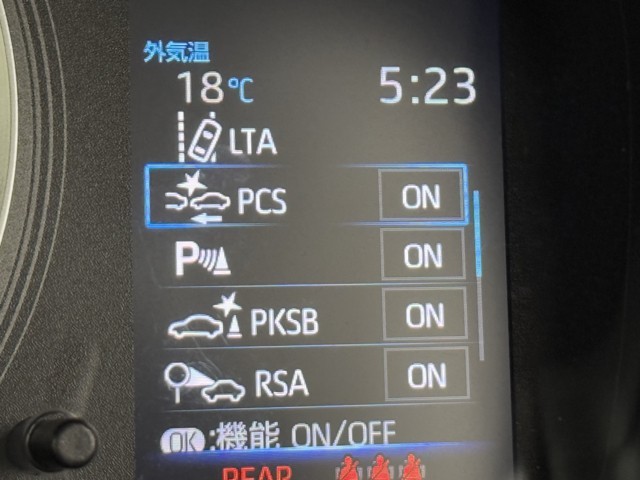 外気温
18℃ 5:23
LTA
PCS ON
P ON
PKSB ON
RSA ON
OK:機能 ON/OFF
REAR